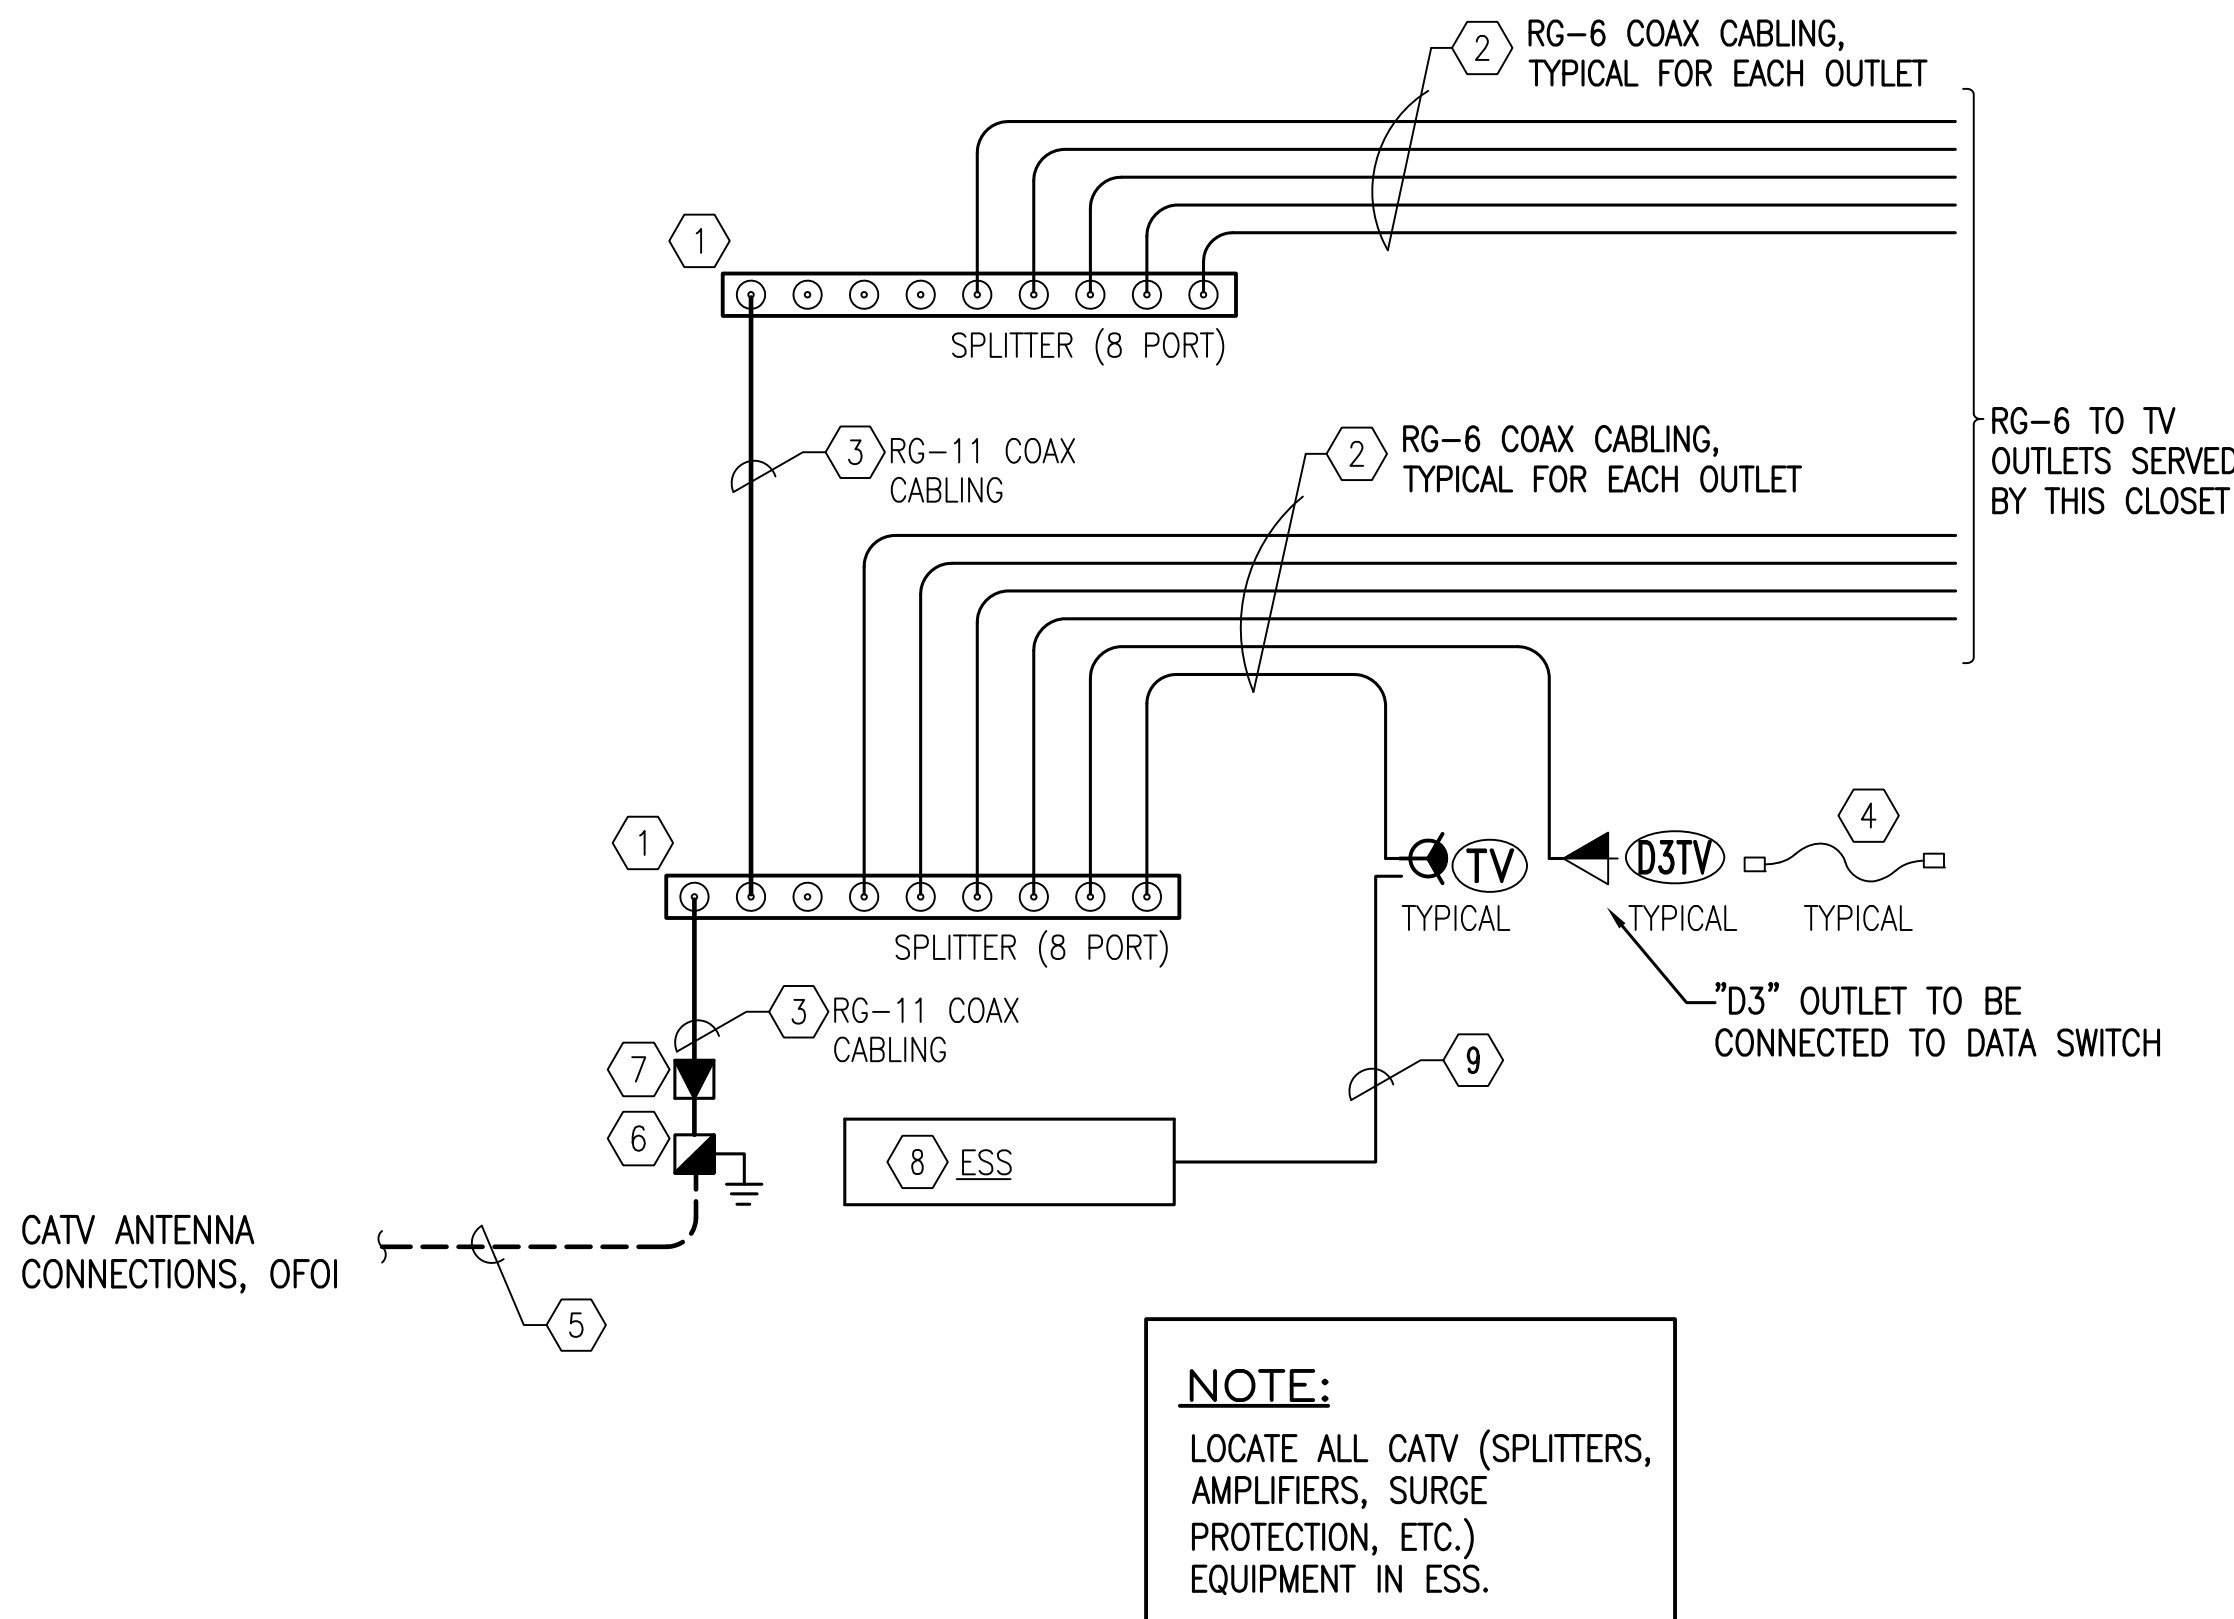 2
RG-6 COAX CABLING,
TYPICAL FOR EACH OUTLET
1
SPLITTER (8 PORT)
3
RG-11 COAX
CABLING
2
RG-6 COAX CABLING,
TYPICAL FOR EACH OUTLET
RG-6 TO TV
OUTLETS SERVED
BY THIS CLOSET
1
SPLITTER (8 PORT)
TV
TYPICAL
D3TV
TYPICAL
4
TYPICAL
"D3" OUTLET TO BE
CONNECTED TO DATA SWITCH
3
RG-11 COAX
CABLING
7
6
9
8 ESS
CATV ANTENNA
CONNECTIONS, OFOI
5
NOTE:
LOCATE ALL CATV (SPLITTERS,
AMPLIFIERS, SURGE
PROTECTION, ETC.)
EQUIPMENT IN ESS.